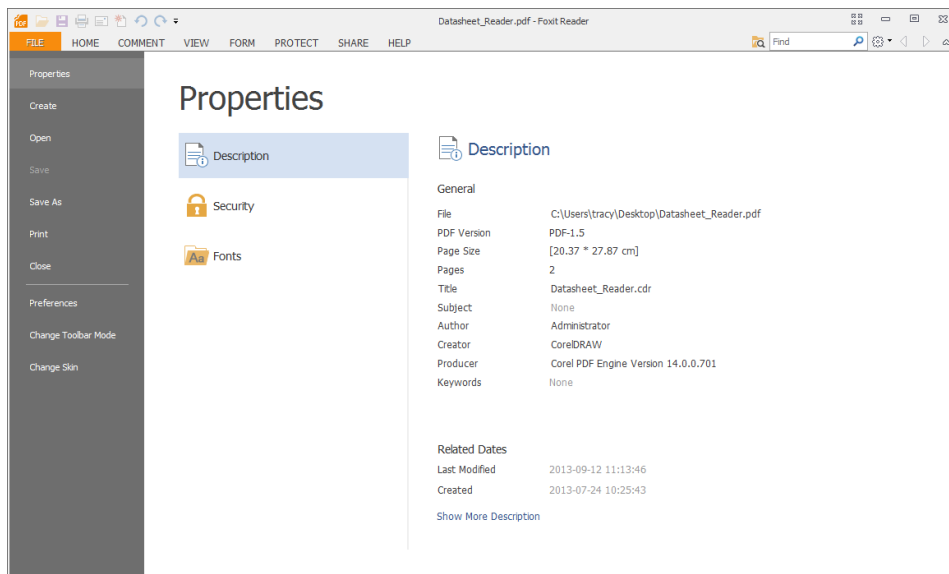 PDF
Datasheet_Reader.pdf - Foxit Reader
FILE HOME COMMENT VIEW FORM PROTECT SHARE HELP Find
Properties
Create
Open
Save
Save As
Print
Close
Preferences
Change Toolbar Mode
Change Skin
Properties
Description
Security
Aa Fonts
Description
General
File C:\Users\tracy\Desktop\Datasheet_Reader.pdf
PDF Version PDF-1.5
Page Size [20.37 * 27.87 cm]
Pages 2
Title Datasheet_Reader.cdr
Subject None
Author Administrator
Creator CorelDRAW
Producer Corel PDF Engine Version 14.0.0.701
Keywords None
Related Dates
Last Modified 2013-09-12 11:13:46
Created 2013-07-24 10:25:43
Show More Description